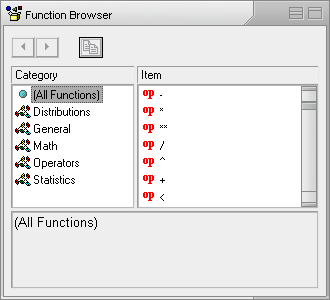 Function Browser
Category
Item
(All Functions)
Distributions
General
Math
Operators
Statistics
op .
op *
op **
op /
op ^
op +
op <
(All Functions)